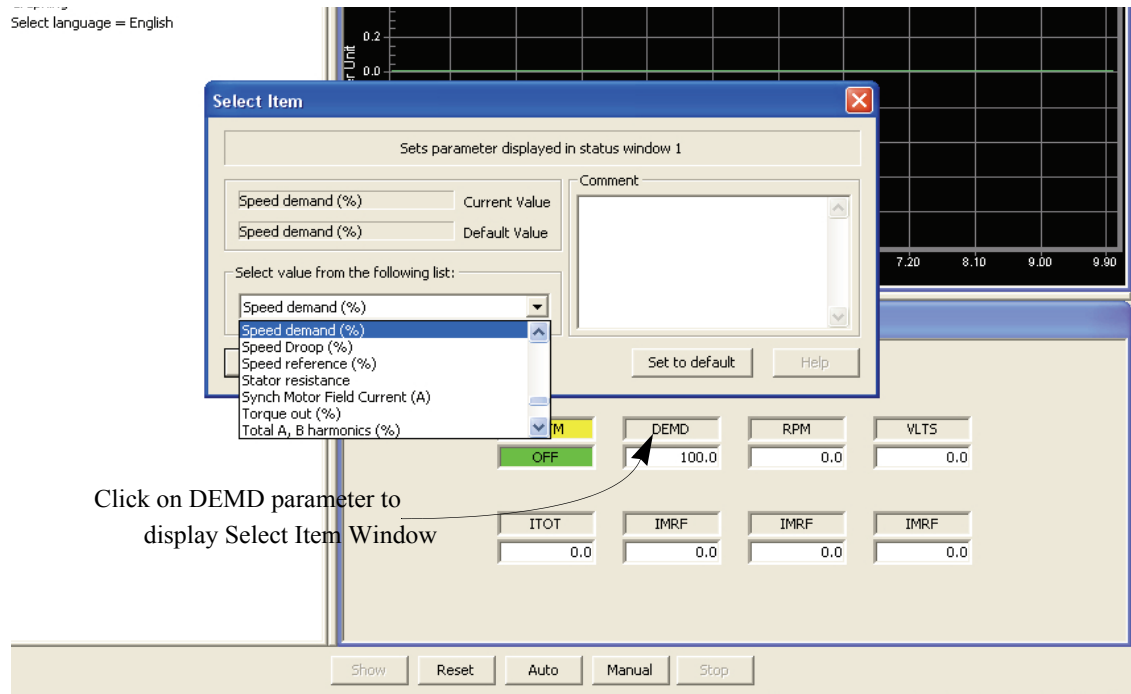 Select language = English
0.2
0.0
er Unit
7.20 8.10 9.00 9.90
Select Item
Sets parameter displayed in status window 1
Speed demand (%) Current Value
Speed demand (%) Default Value
Comment
Select value from the following list:
Speed demand (%)
Speed demand (%)
Speed Droop (%)
Speed reference (%)
Stator resistance
Synch Motor Field Current (A)
Torque out (%)
Total A, B harmonics (%)
Set to default Help
M DEMD RPM VLTS
OFF 100.0 0.0 0.0
Click on DEMD parameter to
display Select Item Window
ITOT IMRF IMRF IMRF
0.0 0.0 0.0 0.0
Show Reset Auto Manual Stop